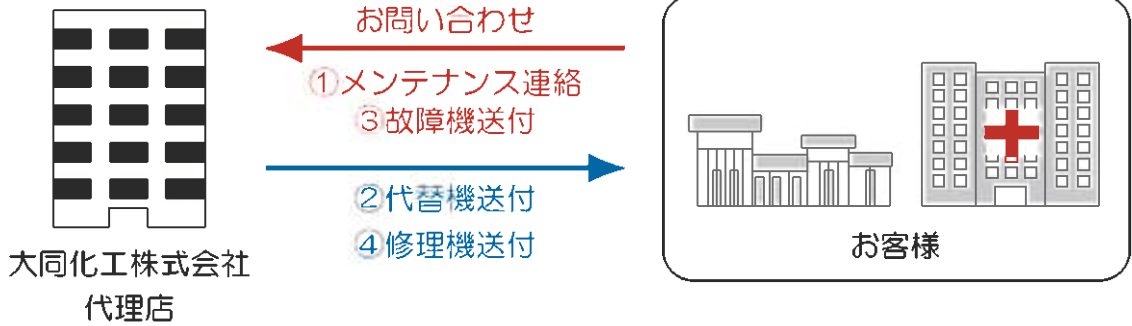 お問い合わせ
①メンテナンス連絡
③故障機送付
②代替機送付
④修理機送付
大同化工株式会社
代理店
お客様